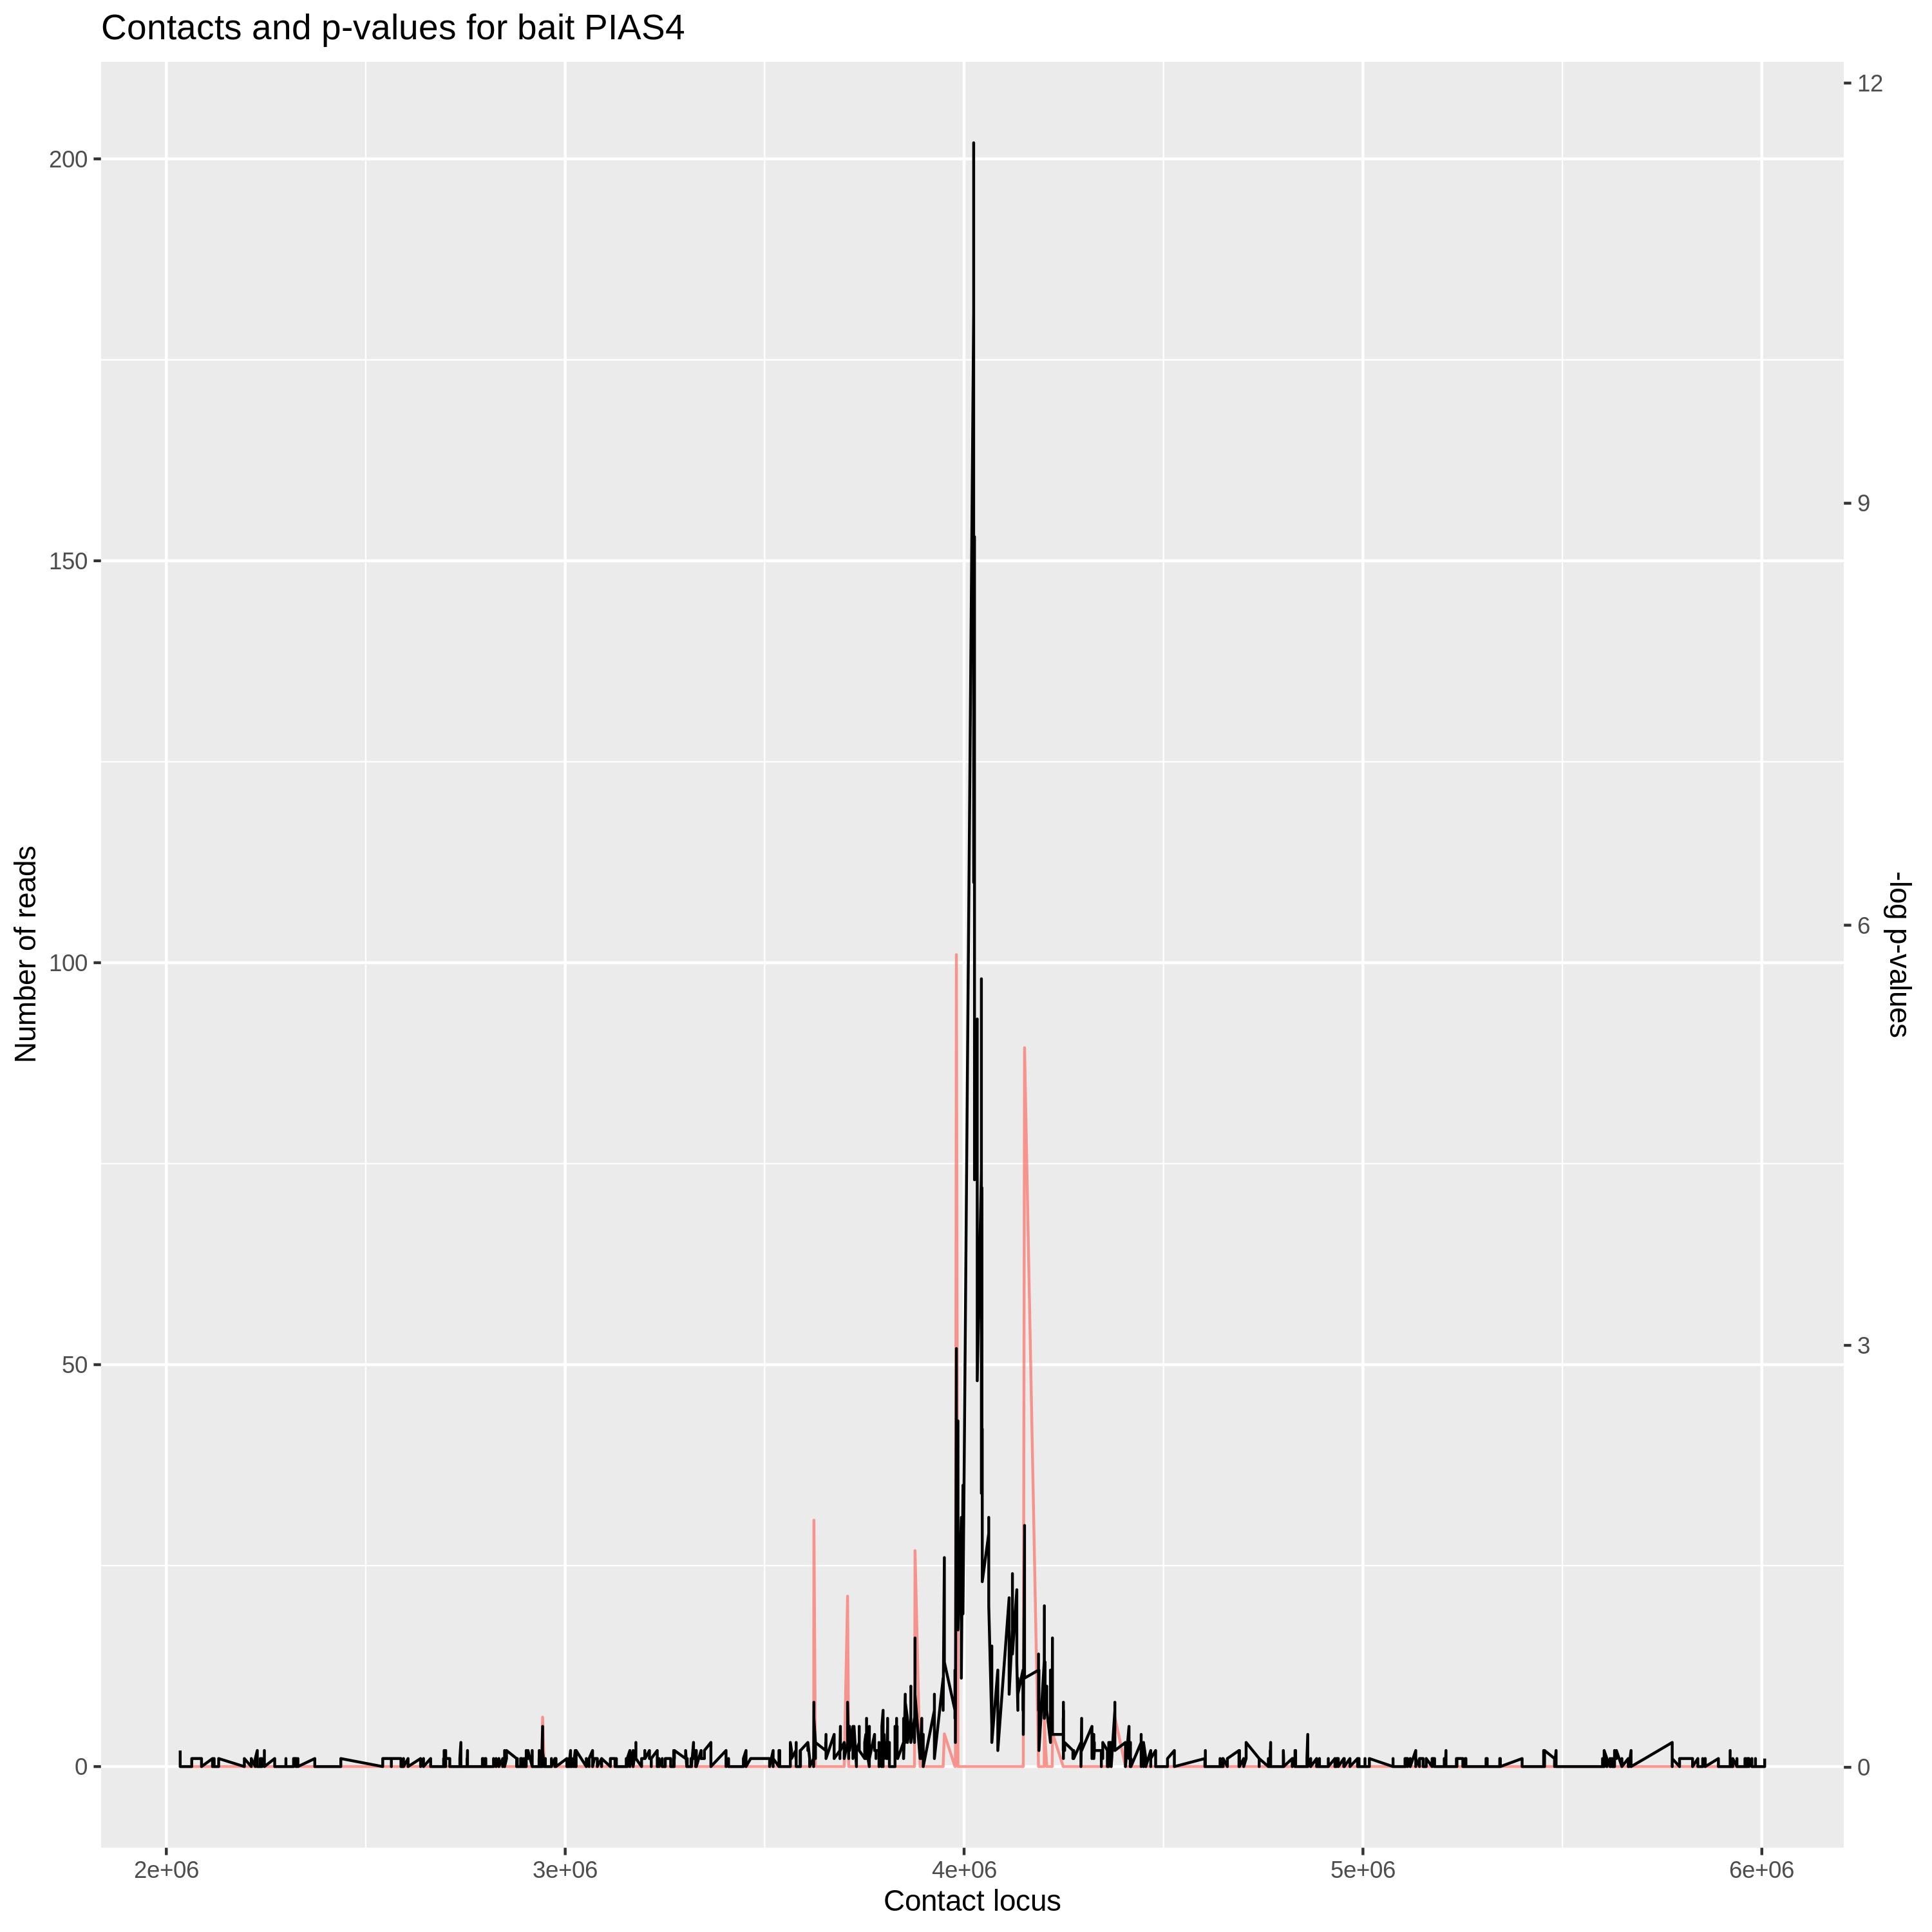 Contacts and p-values for bait PIAS4
200
150
100
50
0
Number of reads
12
9
6
3
0
-log p-values
2e+06
3e+06
4e+06
5e+06
6e+06
Contact locus